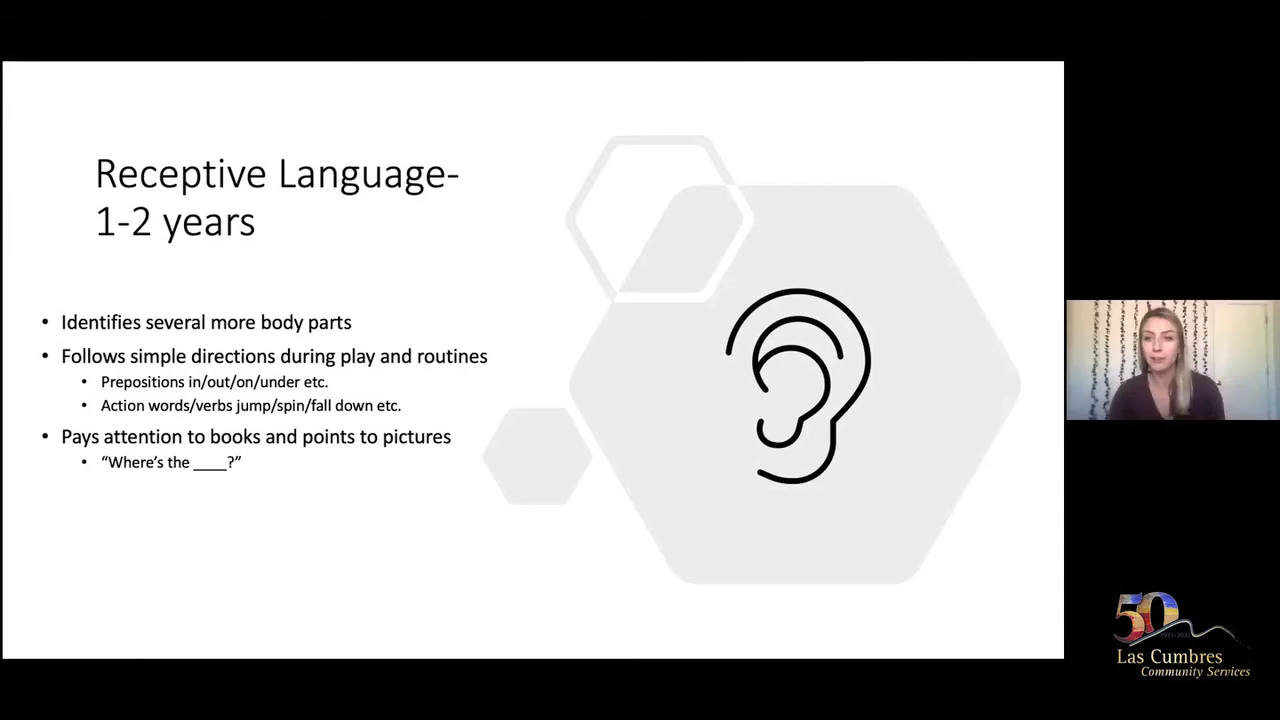 Receptive Language-
1-2 years
• Identifies several more body parts
• Follows simple directions during play and routines
• Prepositions in/out/on/under etc.
• Action words/verbs jump/spin/fall down etc.
• Pays attention to books and points to pictures
• “Where’s the ____?”
50
Las Cumbres
Community Services